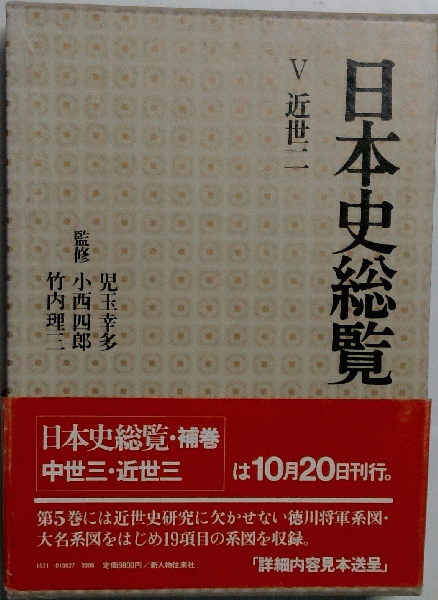 日本史総覧
V 近世二
監修
児玉幸多
小西四郎
竹内理三
日本史総覧・補巻
中世三・近世三
は10月20日刊行。
第5巻には近世史研究に欠かせない徳川将軍系図・
大名系図をはじめ19項目の系図を収録。
「詳細内容見本送呈」
定価9800円／新人物往来社